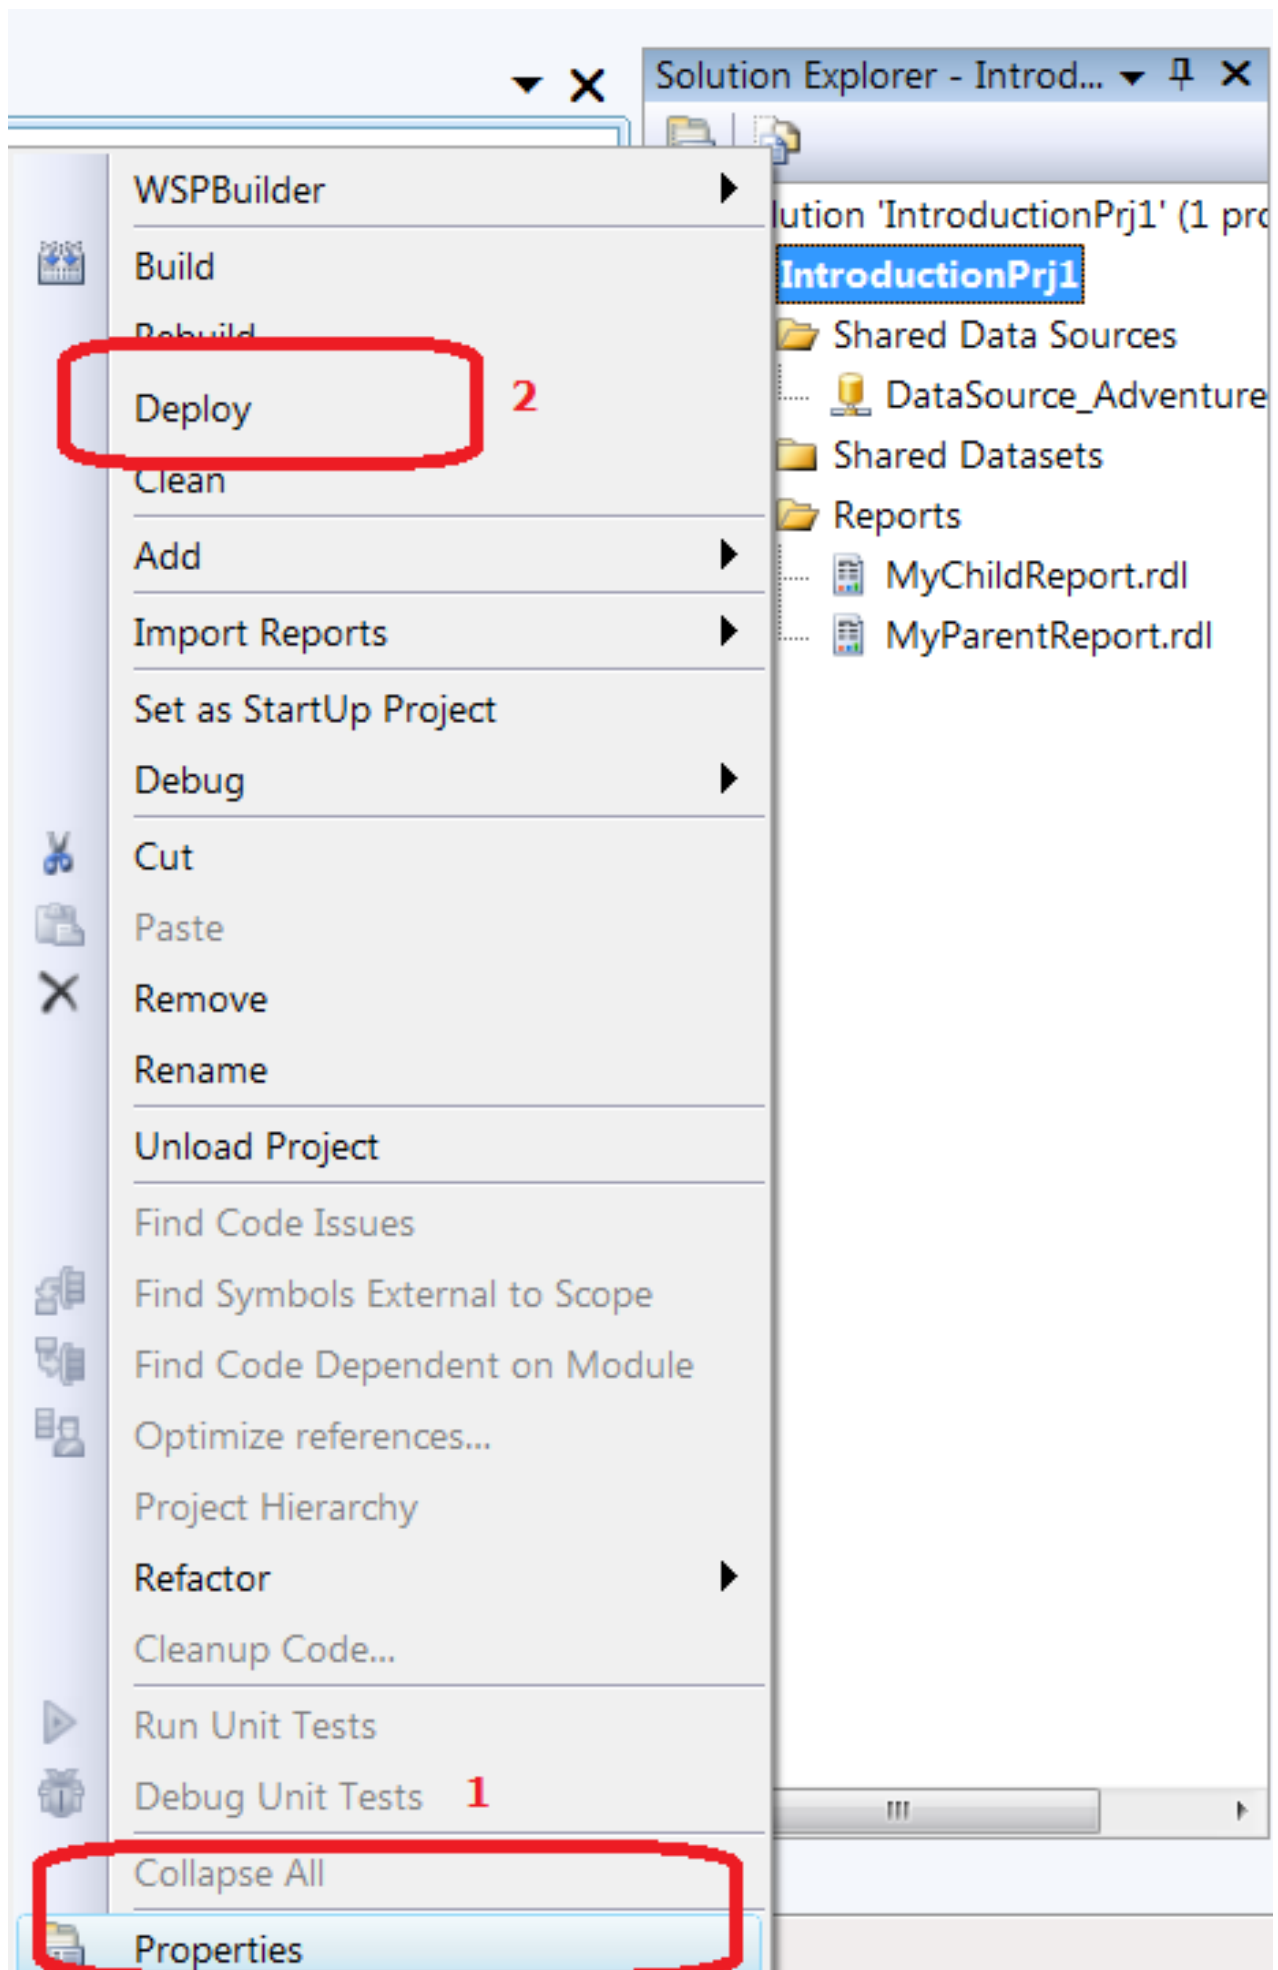 Solution Explorer - Introd...
WSPBuilder
Build
Rebuild
Deploy
2
Clean
Add
Import Reports
Set as StartUp Project
Debug
Cut
Paste
Remove
Rename
Unload Project
Find Code Issues
Find Symbols External to Scope
Find Code Dependent on Module
Optimize references...
Project Hierarchy
Refactor
Cleanup Code...
Run Unit Tests
Debug Unit Tests
1
Collapse All
Properties
lution 'IntroductionPrj1' (1 pro
IntroductionPrj1
Shared Data Sources
DataSource_Adventure
Shared Datasets
Reports
MyChildReport.rdl
MyParentReport.rdl